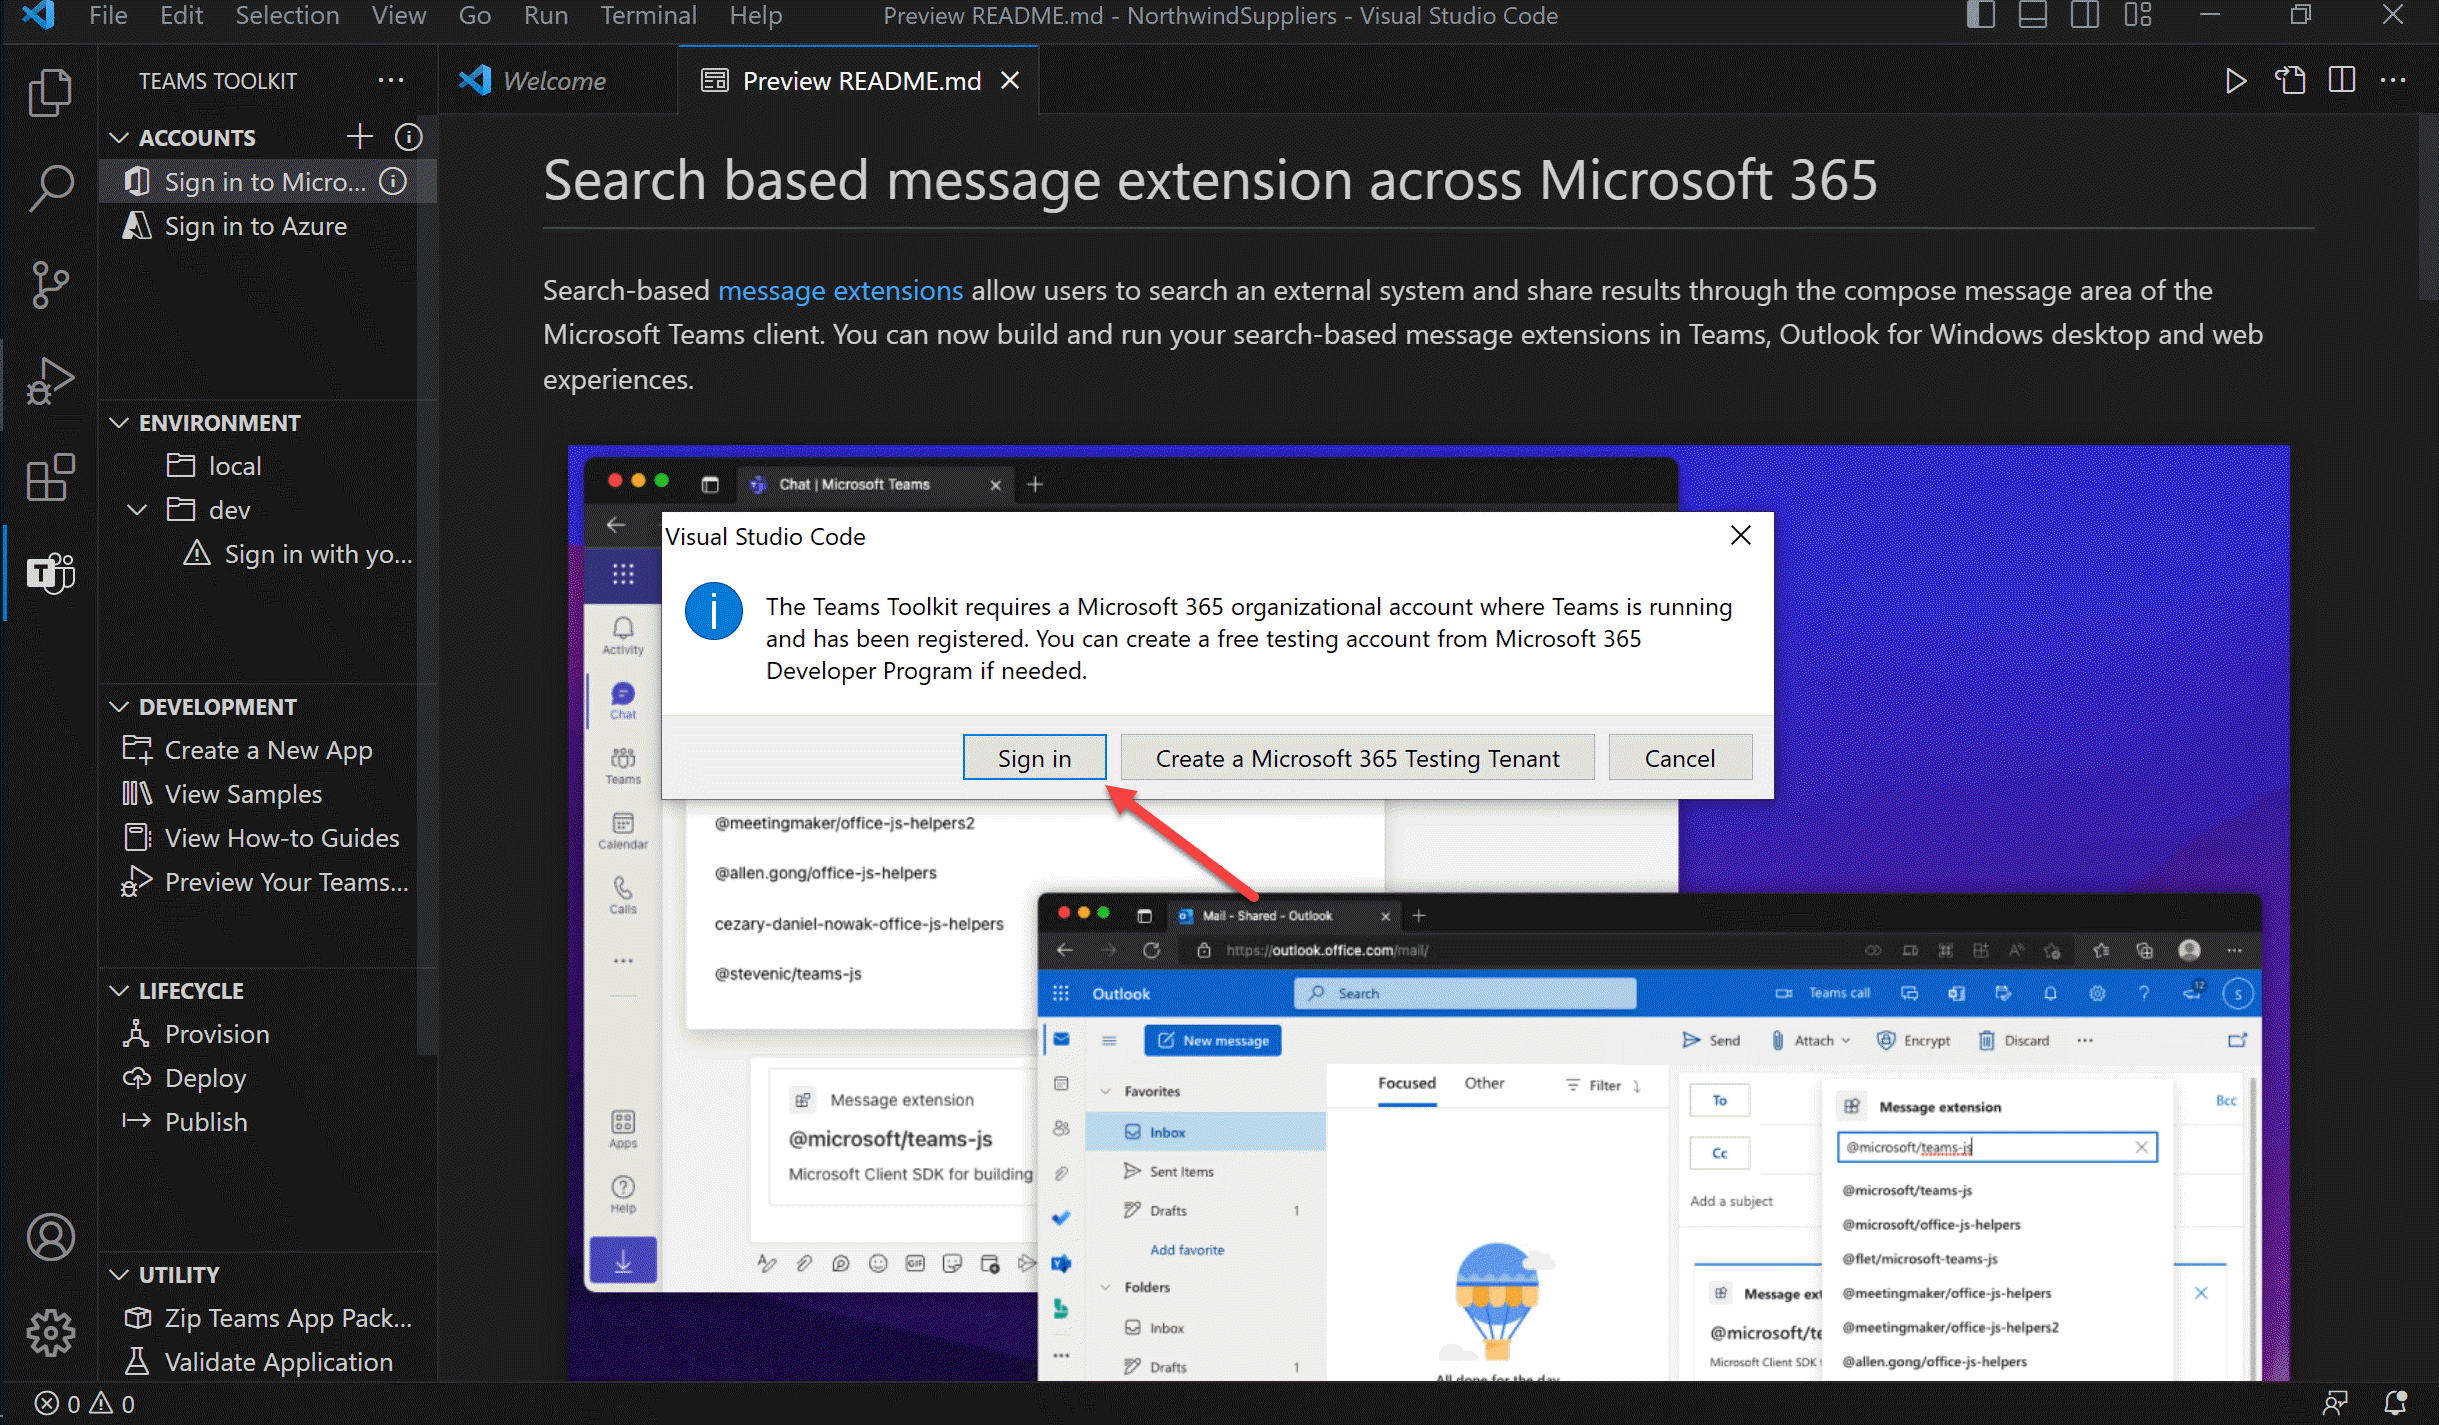 File Edit Selection View Go Run Terminal Help
Preview README.md - NorthwindSuppliers - Visual Studio Code
TEAMS TOOLKIT
Welcome
Preview README.md
ACCOUNTS
Sign in to Micro...
Sign in to Azure
ENVIRONMENT
local
dev
Sign in with yo...
DEVELOPMENT
Create a New App
View Samples
View How-to Guides
Preview Your Teams...
LIFECYCLE
Provision
Deploy
Publish
UTILITY
Zip Teams App Pack...
Validate Application
0 0
Search based message extension across Microsoft 365
Search-based message extensions allow users to search an external system and share results through the compose message area of the
Microsoft Teams client. You can now build and run your search-based message extensions in Teams, Outlook for Windows desktop and web
experiences.
Chat | Microsoft Teams
Visual Studio Code
The Teams Toolkit requires a Microsoft 365 organizational account where Teams is running
and has been registered. You can create a free testing account from Microsoft 365
Developer Program if needed.
Sign in
Create a Microsoft 365 Testing Tenant
Cancel
Activity
Chat
Teams
Calendar
Calls
Apps
Help
@meetingmaker/office-js-helpers2
@allen.gong/office-js-helpers
cezary-daniel-nowak-office-js-helpers
@stevenic/teams-js
Message extension
@microsoft/teams-js
Microsoft Client SDK for building
GIF
Mail - Shared - Outlook
https://outlook.office.com/mail/
Outlook
Search
Teams call
12
S
New message
Send
Attach
Encrypt
Discard
Favorites
Inbox
Sent Items
Drafts 1
Add favorite
Folders
Inbox
Drafts 1
Focused
Other
Filter
All done for the day
To
Bcc
Cc
Add a subject
Message extension
@microsoft/teams-js
@microsoft/teams-js
@microsoft/office-js-helpers
@flet/microsoft-teams-js
@meetingmaker/office-js-helpers
@meetingmaker/office-js-helpers2
@allen.gong/office-js-helpers
Message ext
@microsoft/te
Microsoft Client SDK